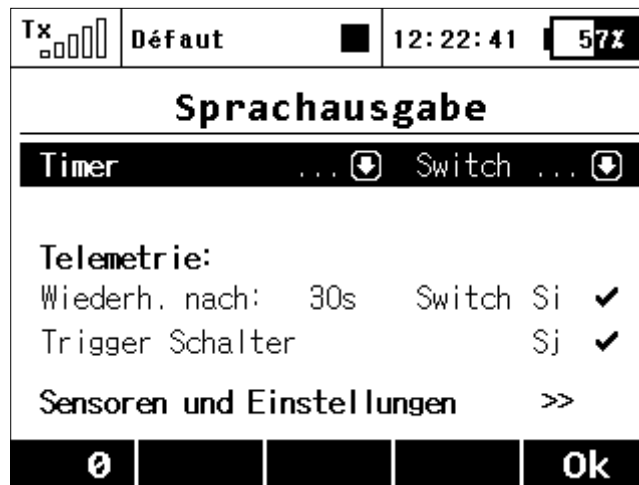 Tx Défaut 12:22:41 57%
Sprachausgabe
Timer ... Switch ...
Telemetrie:
Wiederh. nach: 30s Switch Si ✔
Trigger Schalter Sj ✔
Sensoren und Einstellungen >>
0 Ok